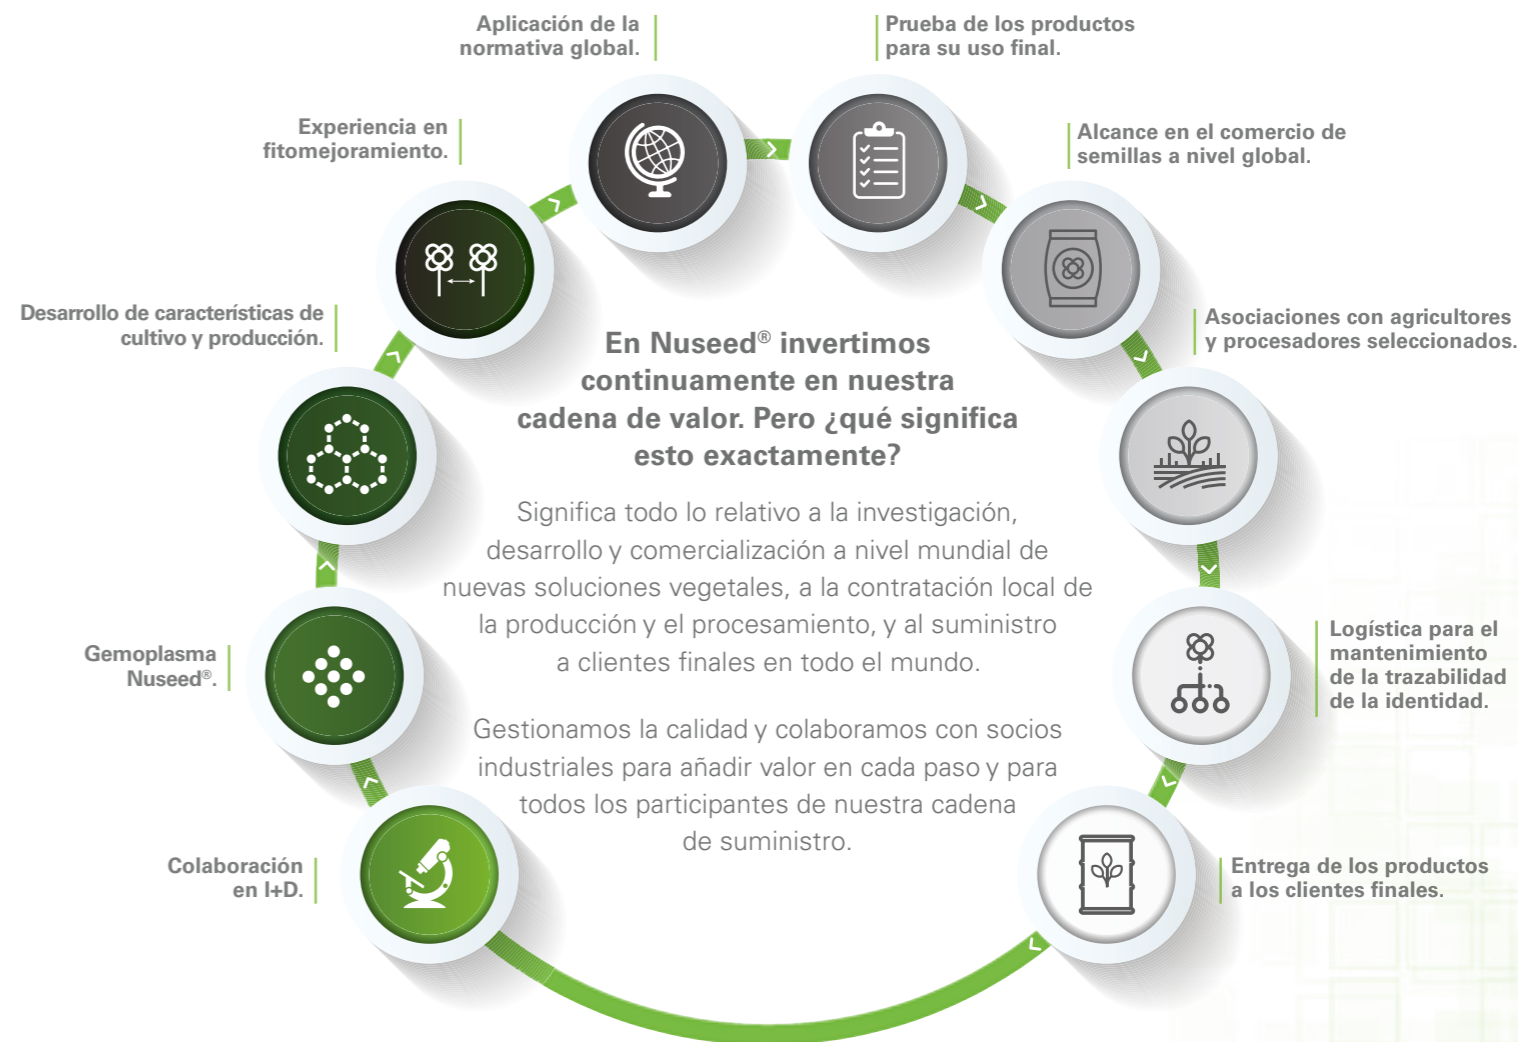 Aplicación de la
normativa global.
Prueba de los productos
para su uso final.
Experiencia en
fitomejoramiento.
Alcance en el comercio de
semillas a nivel global.
Desarrollo de características de
cultivo y producción.
Asociaciones con agricultores
y procesadores seleccionados.
En Nuseed® invertimos
continuamente en nuestra
cadena de valor. Pero ¿qué significa
esto exactamente?
Significa todo lo relativo a la investigación,
desarrollo y comercialización a nivel mundial de
nuevas soluciones vegetales, a la contratación local de
la producción y el procesamiento, y al suministro
a clientes finales en todo el mundo.
Gestionamos la calidad y colaboramos con socios
industriales para añadir valor en cada paso y para
todos los participantes de nuestra cadena
de suministro.
Gemoplasma
Nuseed®.
Logística para el
mantenimiento
de la trazabilidad
de la identidad.
Colaboración
en I+D.
Entrega de los productos
a los clientes finales.